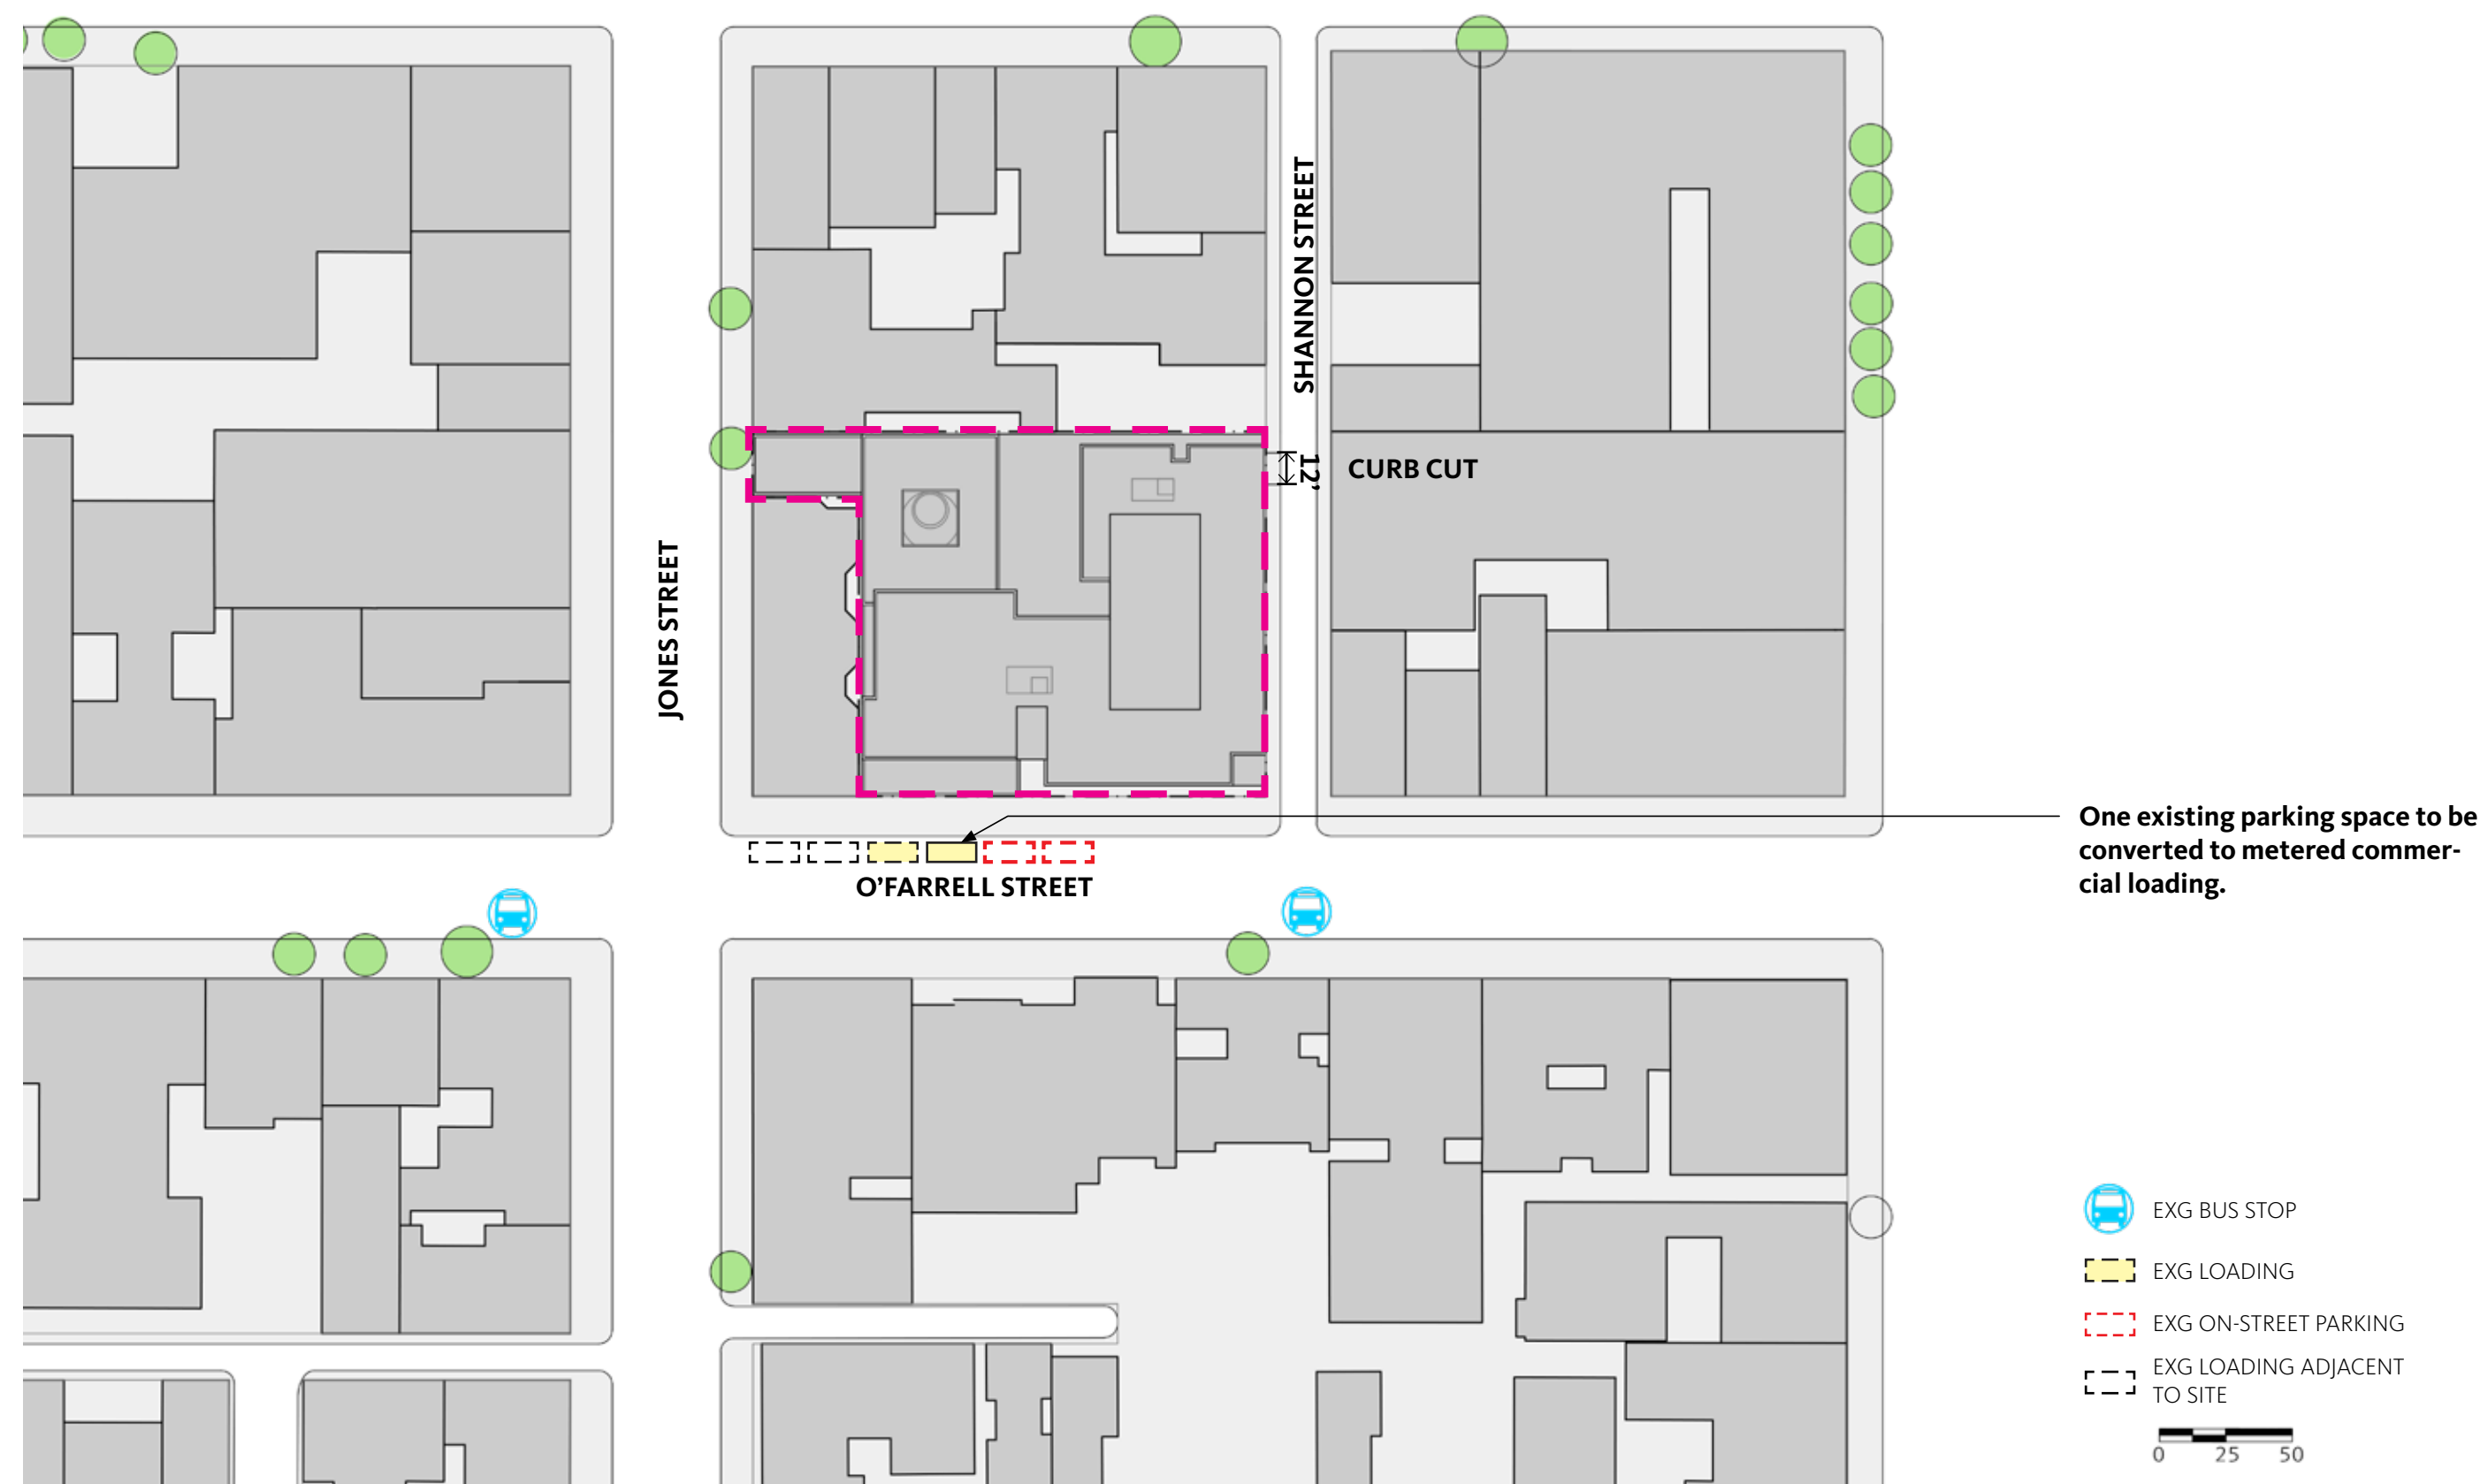 SHANNON STREET
12'
CURB CUT
JONES STREET
One existing parking space to be
converted to metered commer-
cial loading.
O'FARRELL STREET
EXG BUS STOP
EXG LOADING
EXG ON-STREET PARKING
EXG LOADING ADJACENT
TO SITE
0 25 50